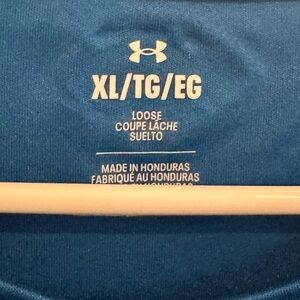 XL/TG/EG
LOOSE
COUPE LÂCHE
SUELTO
MADE IN HONDURAS
FABRIQUÉ AU HONDURAS